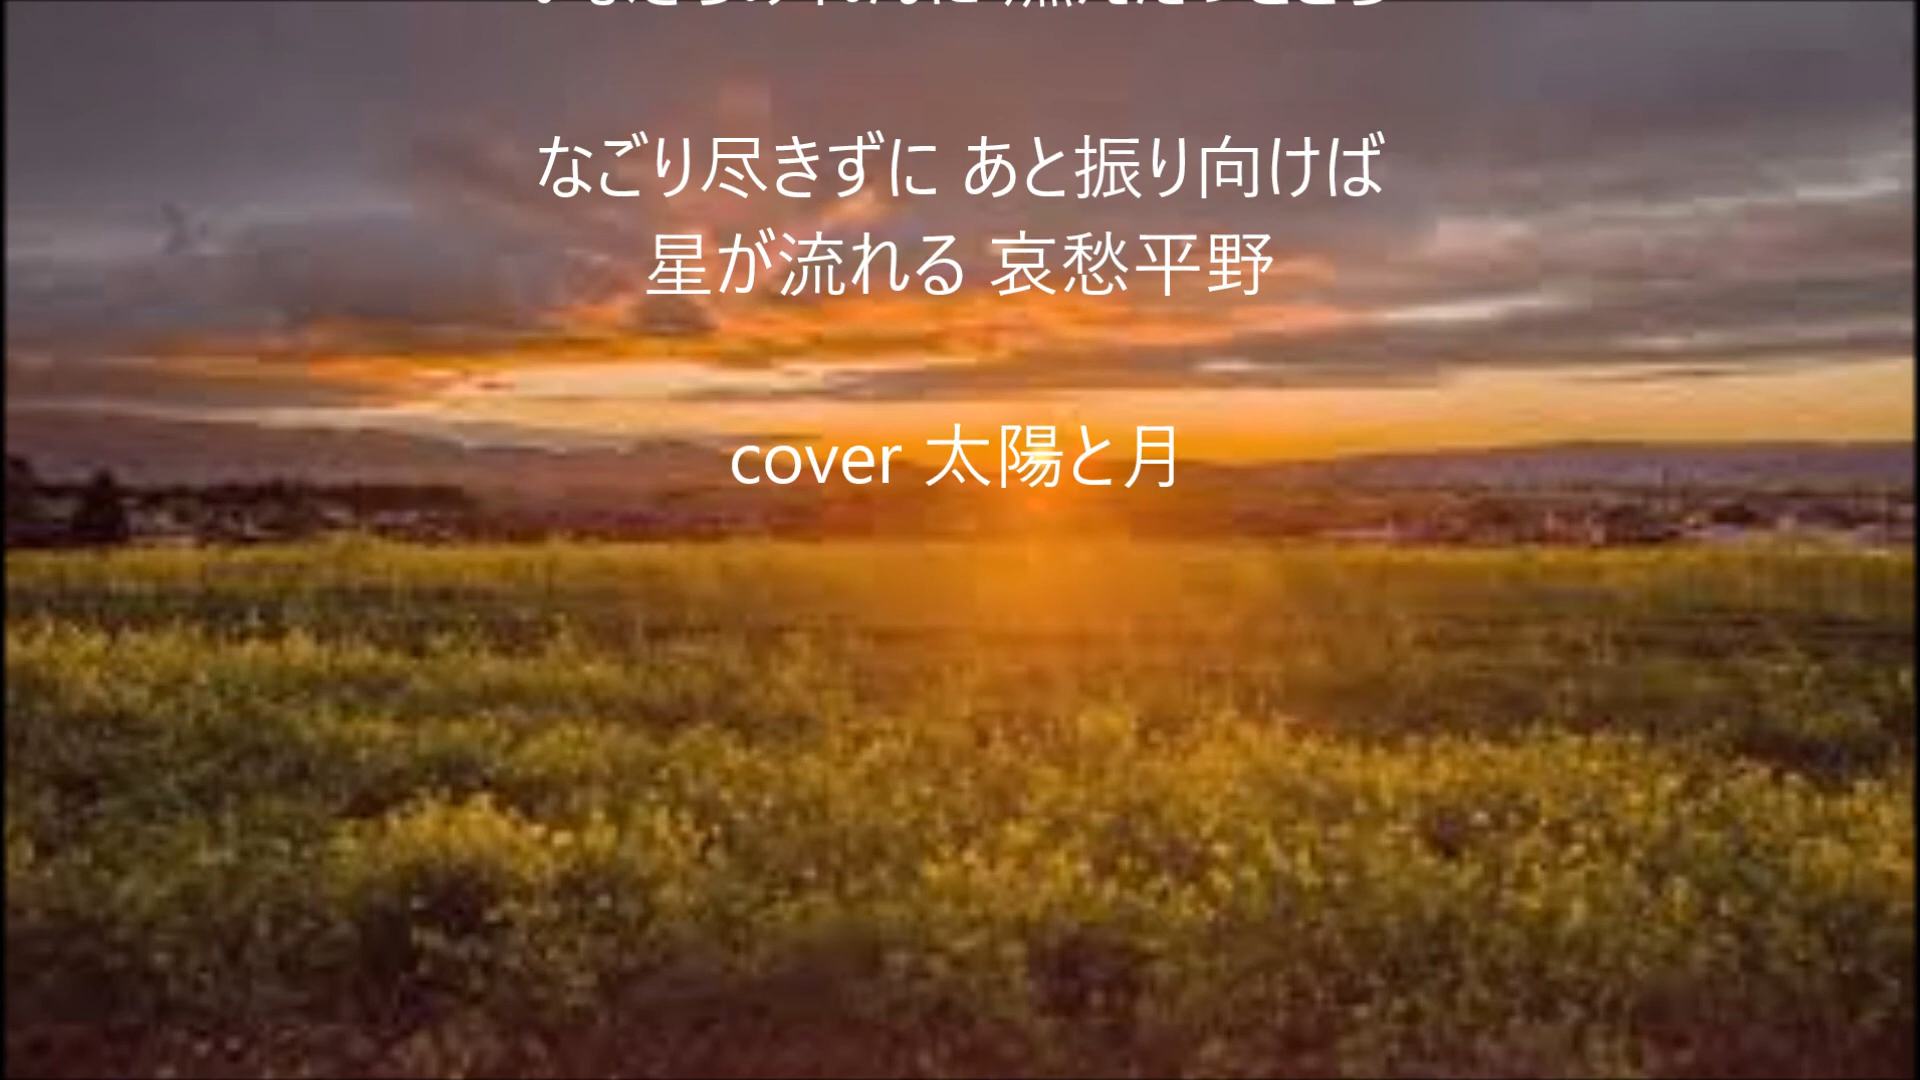 なごり尽きずに あと振り向けば
星が流れる 哀愁平野
cover 太陽と月